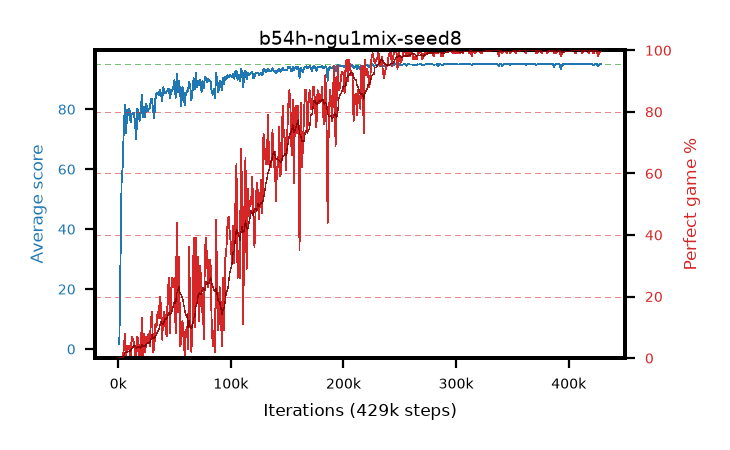 b54h-ngu1mix-seed8
Average score
80
60
40
20
0
100
80
60
40
20
0
Perfect game %
0k 100k 200k 300k 400k
Iterations (429k steps)